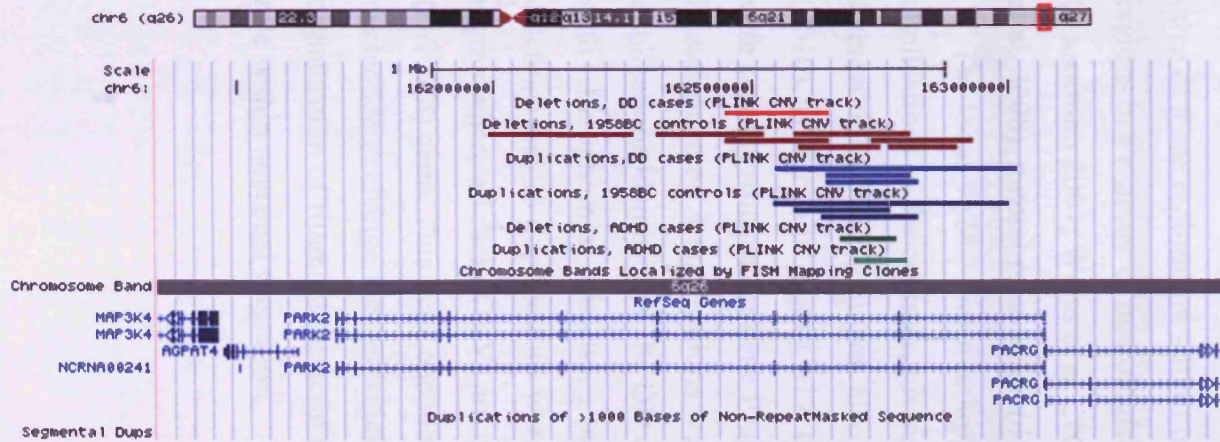 chr6 (q26) 22.3 q12 q13 14.1 15 6q21 q27
Scale 1 Mb
chr6: 162000000 162500000 163000000
Deletions, DD cases (PLINK CNV track)
Deletions, 1958BC controls (PLINK CNV track)
Duplications,DD cases (PLINK CNV track)
Duplications, 1958BC controls (PLINK CNV track)
Deletions, ADHD cases (PLINK CNV track)
Duplications, ADHD cases (PLINK CNV track)
Chromosome Bands Localized by FISH Mapping Clones
Chromosome Band 6q26
RefSeq Genes
MAP3K4 PARK2
MAP3K4 PARK2
AGPAT4 PACRG
NCRNA00241 PARK2
PACRG
PACRG
Duplications of >1000 Bases of Non-RepeatMasked Sequence
Segmental Dups